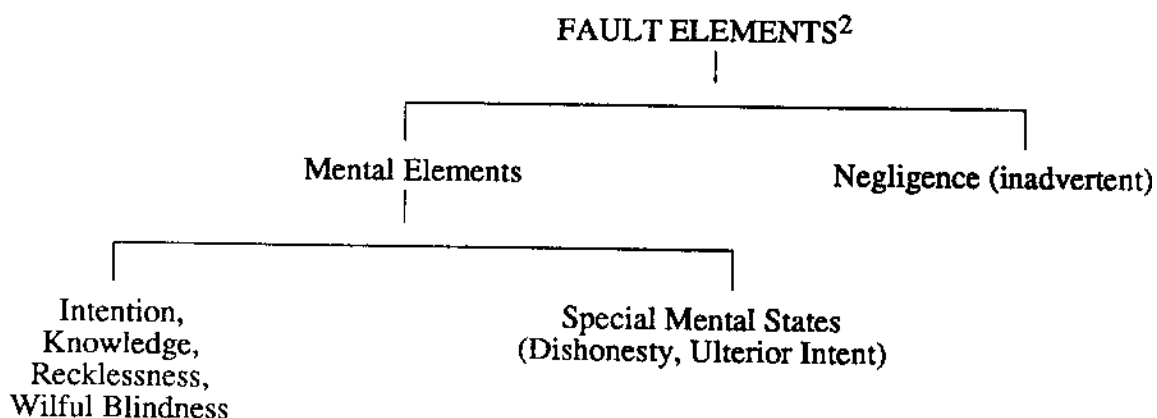 FAULT ELEMENTS²
Mental Elements
Negligence (inadvertent)
Intention,
Knowledge,
Recklessness,
Wilful Blindness
Special Mental States
(Dishonesty, Ulterior Intent)